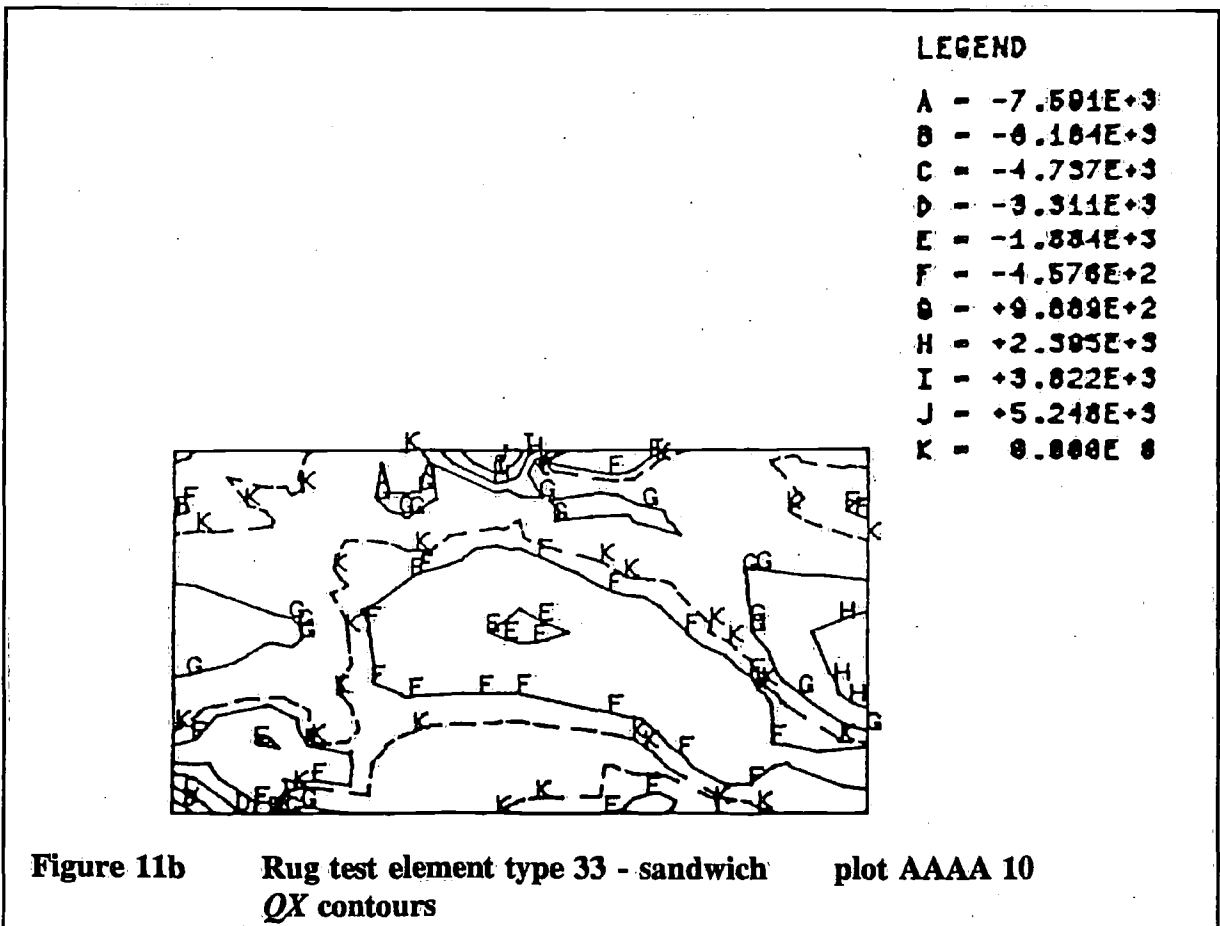 LEGEND
A = -7.591E+3
B = -6.164E+3
C = -4.737E+3
D = -3.311E+3
E = -1.884E+3
F = -4.576E+2
G = +9.689E+2
H = +2.395E+3
I = +3.822E+3
J = +5.248E+3
K = 0.000E 0
K H K
F
K K
G
G
F
K K
G G G
K
K F
K K
F K
K
F
G G
K
F
H
G
K
F
E E E
F
K
G
F
G
H
K F F F F F
H
G
K F
K
F
K
F
F
K F
K
E
D
F
K
Figure 11b Rug test element type 33 - sandwich plot AAAA 10
QX contours